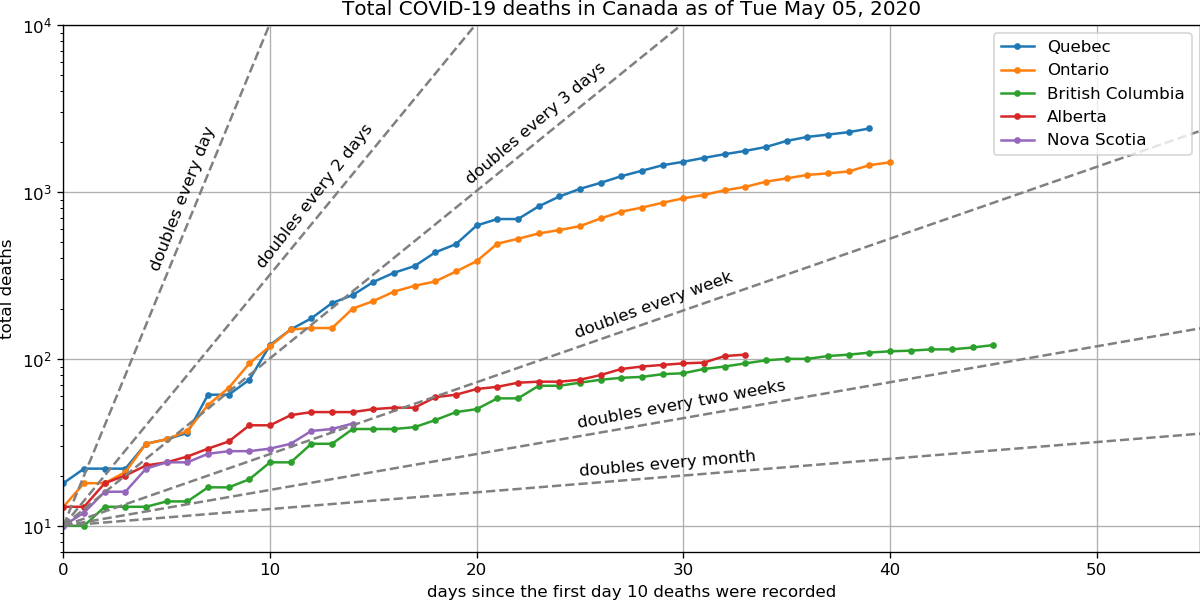 Total COVID-19 deaths in Canada as of Tue May 05, 2020
10⁴
10³
10²
10¹
total deaths
doubles every day
doubles every 2 days
doubles every 3 days
doubles every week
doubles every two weeks
doubles every month
Quebec
Ontario
British Columbia
Alberta
Nova Scotia
0 10 20 30 40 50
days since the first day 10 deaths were recorded